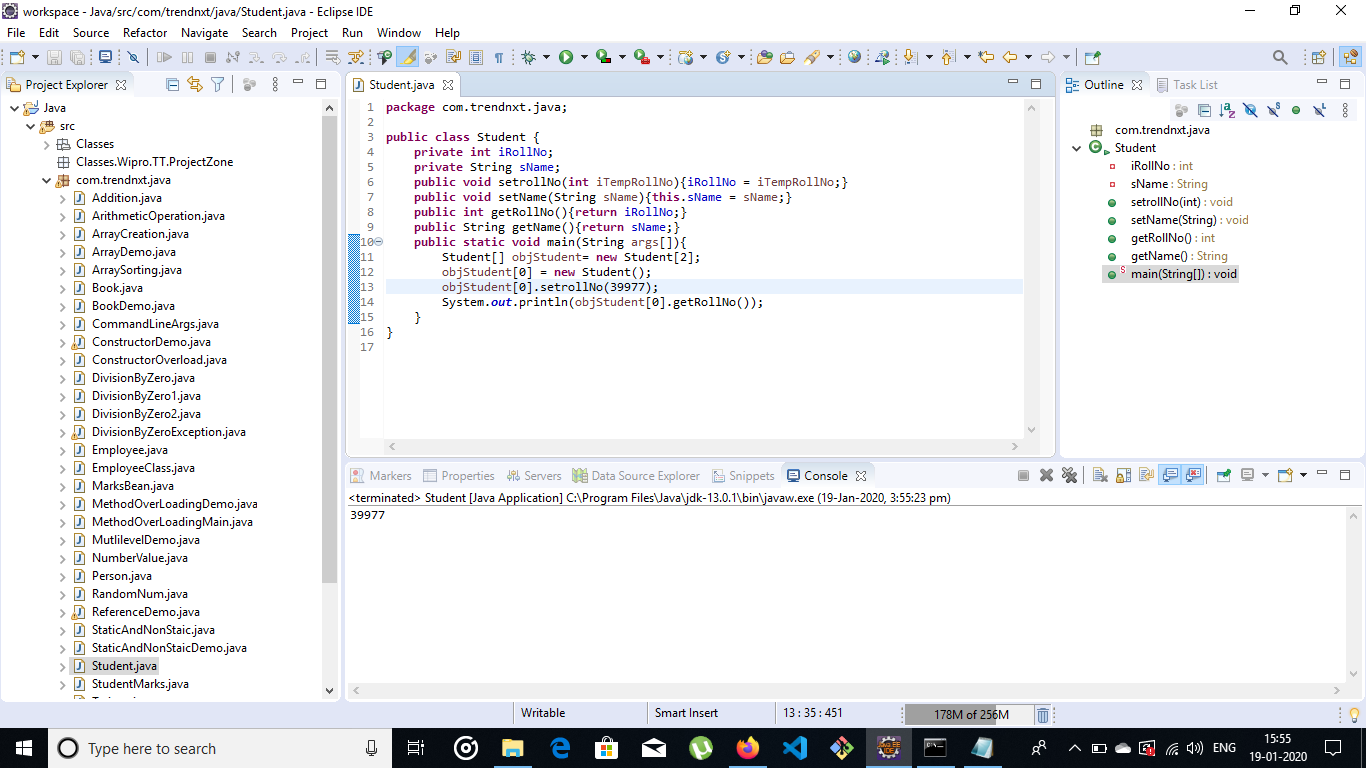 workspace - Java/src/com/trendnxt/java/Student.java - Eclipse IDE
File Edit Source Refactor Navigate Search Project Run Window Help
Project Explorer
Java
src
Classes
Classes.Wipro.TT.ProjectZone
com.trendnxt.java
Addition.java
ArithmeticOperation.java
ArrayCreation.java
ArrayDemo.java
ArraySorting.java
Book.java
BookDemo.java
CommandLineArgs.java
ConstructorDemo.java
ConstructorOverload.java
DivisionByZero.java
DivisionByZero1.java
DivisionByZero2.java
DivisionByZeroException.java
Employee.java
EmployeeClass.java
MarksBean.java
MethodOverLoadingDemo.java
MethodOverLoadingMain.java
MutlilevelDemo.java
NumberValue.java
Person.java
RandomNum.java
ReferenceDemo.java
StaticAndNonStaic.java
StaticAndNonStaicDemo.java
Student.java
StudentMarks.java
Student.java
1 package com.trendnxt.java;
2
3 public class Student {
4 private int iRollNo;
5 private String sName;
6 public void setrollNo(int iTempRollNo){iRollNo = iTempRollNo;}
7 public void setName(String sName){this.sName = sName;}
8 public int getRollNo(){return iRollNo;}
9 public String getName(){return sName;}
10 public static void main(String args[]){
11 Student[] objStudent= new Student[2];
12 objStudent[0] = new Student();
13 objStudent[0].setrollNo(39977);
14 System.out.println(objStudent[0].getRollNo());
15 }
16 }
17
Outline Task List
com.trendnxt.java
Student
iRollNo : int
sName : String
setrollNo(int) : void
setName(String) : void
getRollNo() : int
getName() : String
main(String[]) : void
Markers Properties Servers Data Source Explorer Snippets Console
<terminated> Student [Java Application] C:\Program Files\Java\jdk-13.0.1\bin\javaw.exe (19-Jan-2020, 3:55:23 pm)
39977
Writable Smart Insert 13 : 35 : 451 178M of 256M
Type here to search
ENG
15:55
19-01-2020